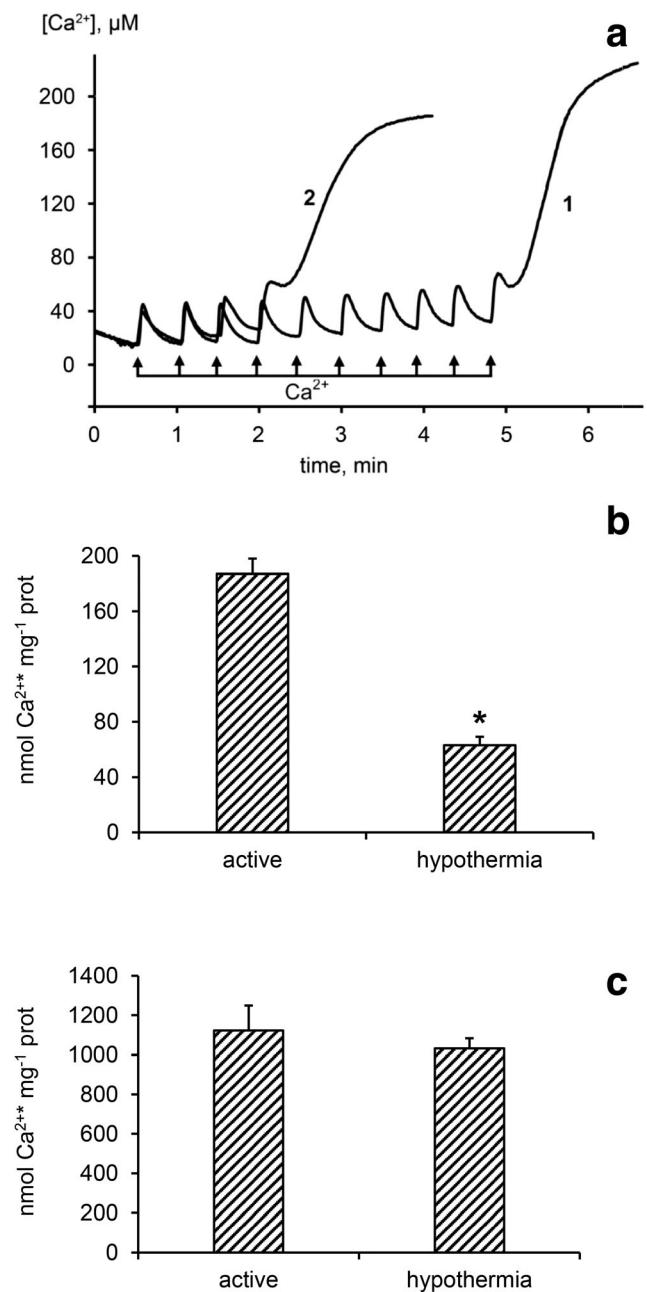 [Ca²⁺], µM
a
200
160
120
80
40
0
2
1
Ca²⁺
0 1 2 3 4 5 6
time, min
b
nmol Ca²⁺* mg⁻¹ prot
200
160
120
80
40
0
*
active hypothermia
c
nmol Ca²⁺* mg⁻¹ prot
1400
1200
1000
800
600
400
200
0
active hypothermia